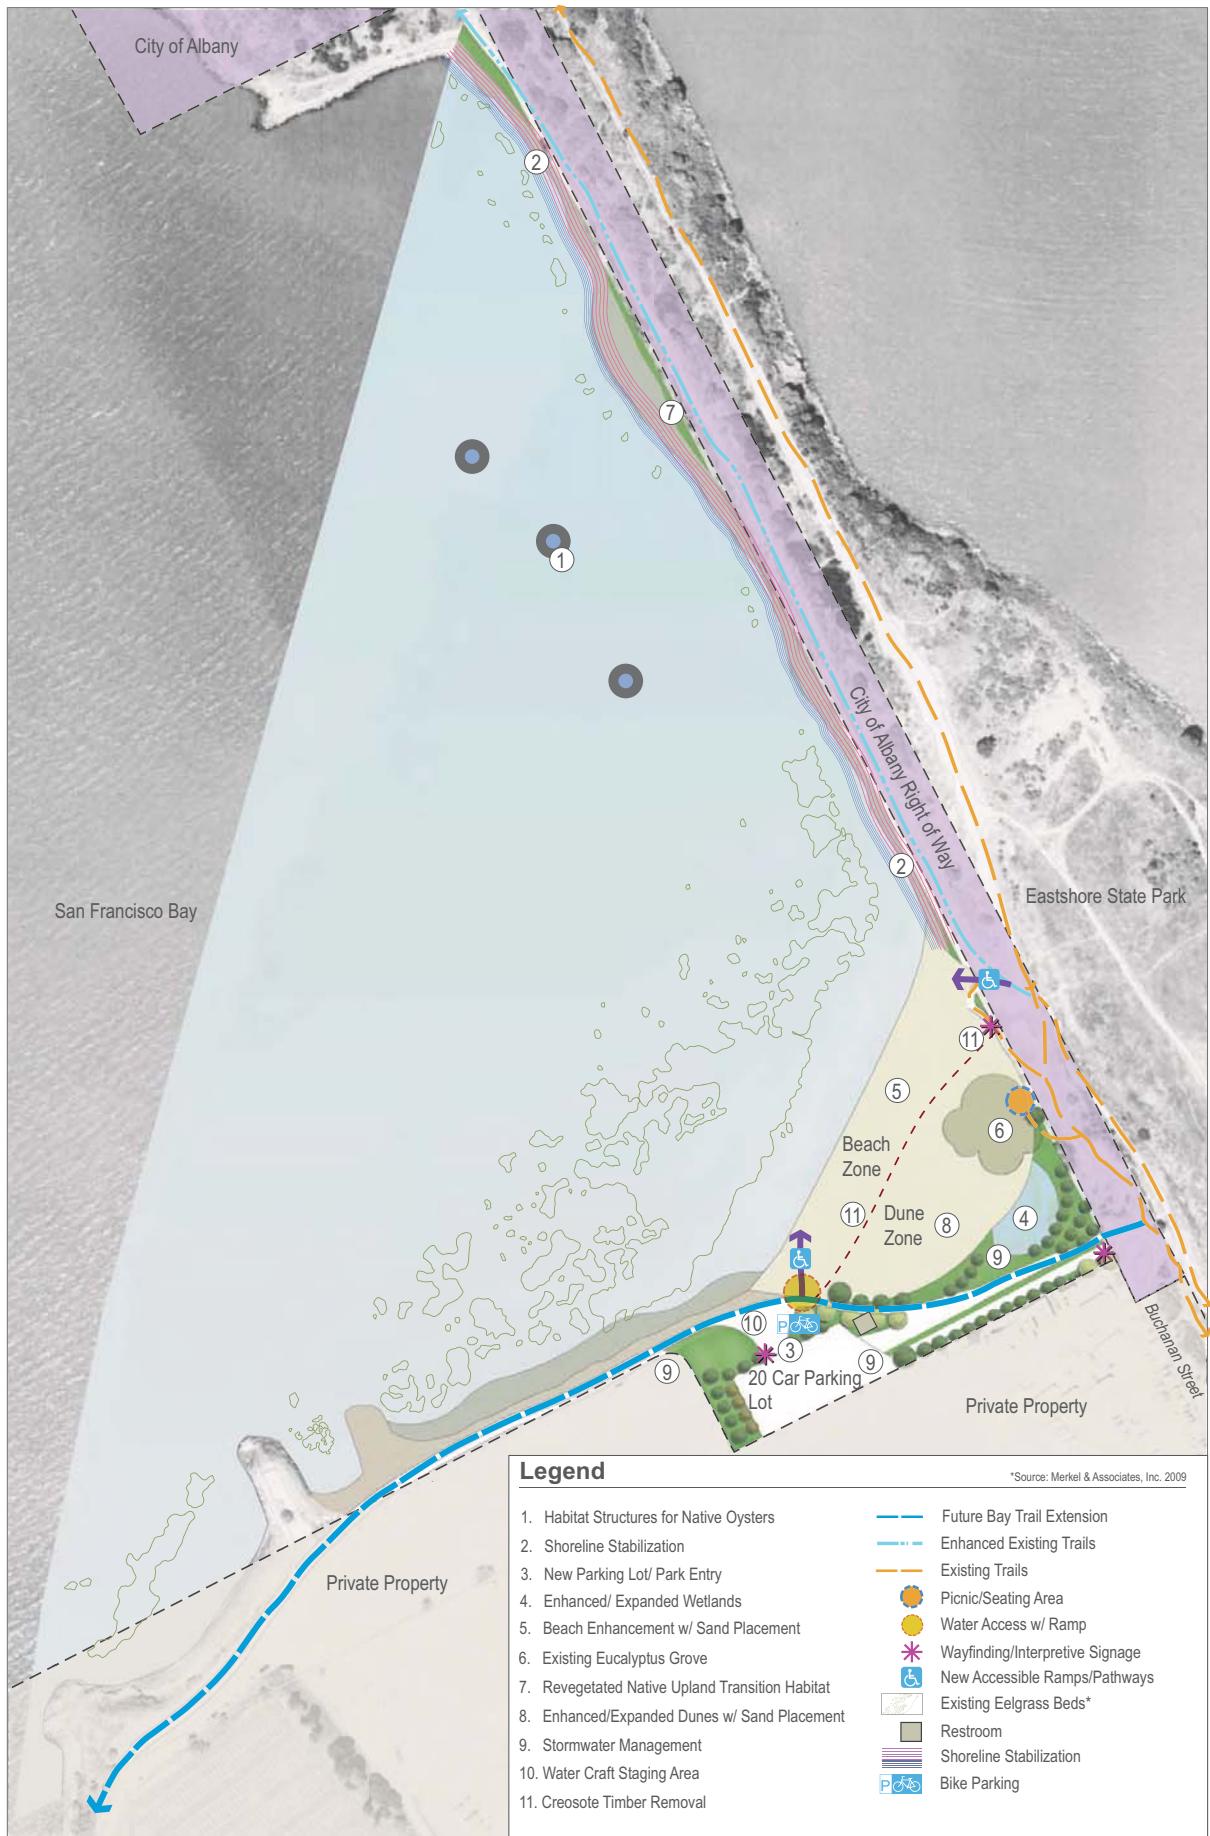 City of Albany
2
7
1
City of Albany Right of Way
2
Eastshore State Park
San Francisco Bay
11
5
6
Beach
Zone
11
Dune
Zone
8
4
9
10
P
3
9
9
20 Car Parking
Lot
Buchanan Street
Private Property
Private Property
Legend
*Source: Merkel & Associates, Inc. 2009
1. Habitat Structures for Native Oysters
2. Shoreline Stabilization
3. New Parking Lot/ Park Entry
4. Enhanced/ Expanded Wetlands
5. Beach Enhancement w/ Sand Placement
6. Existing Eucalyptus Grove
7. Revegetated Native Upland Transition Habitat
8. Enhanced/Expanded Dunes w/ Sand Placement
9. Stormwater Management
10. Water Craft Staging Area
11. Creosote Timber Removal
Future Bay Trail Extension
Enhanced Existing Trails
Existing Trails
Picnic/Seating Area
Water Access w/ Ramp
Wayfinding/Interpretive Signage
New Accessible Ramps/Pathways
Existing Eelgrass Beds*
Restroom
Shoreline Stabilization
P Bike Parking